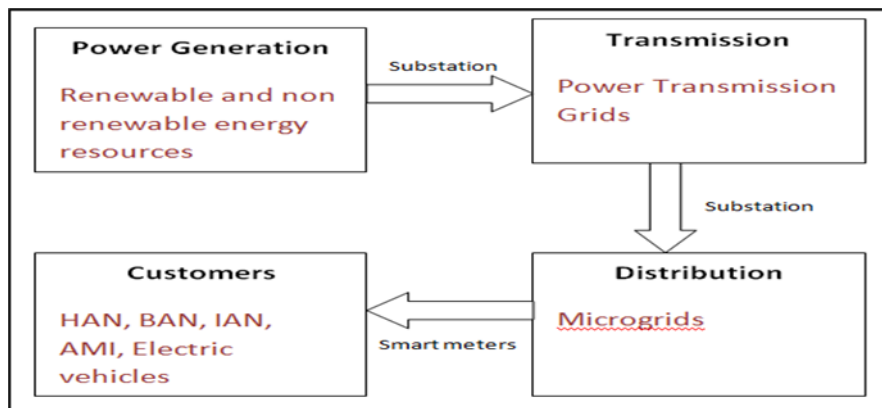 Power Generation
Renewable and non
renewable energy
resources
Substation
Transmission
Power Transmission
Grids
Substation
Customers
HAN, BAN, IAN,
AMI, Electric
vehicles
Smart meters
Distribution
Microgrids